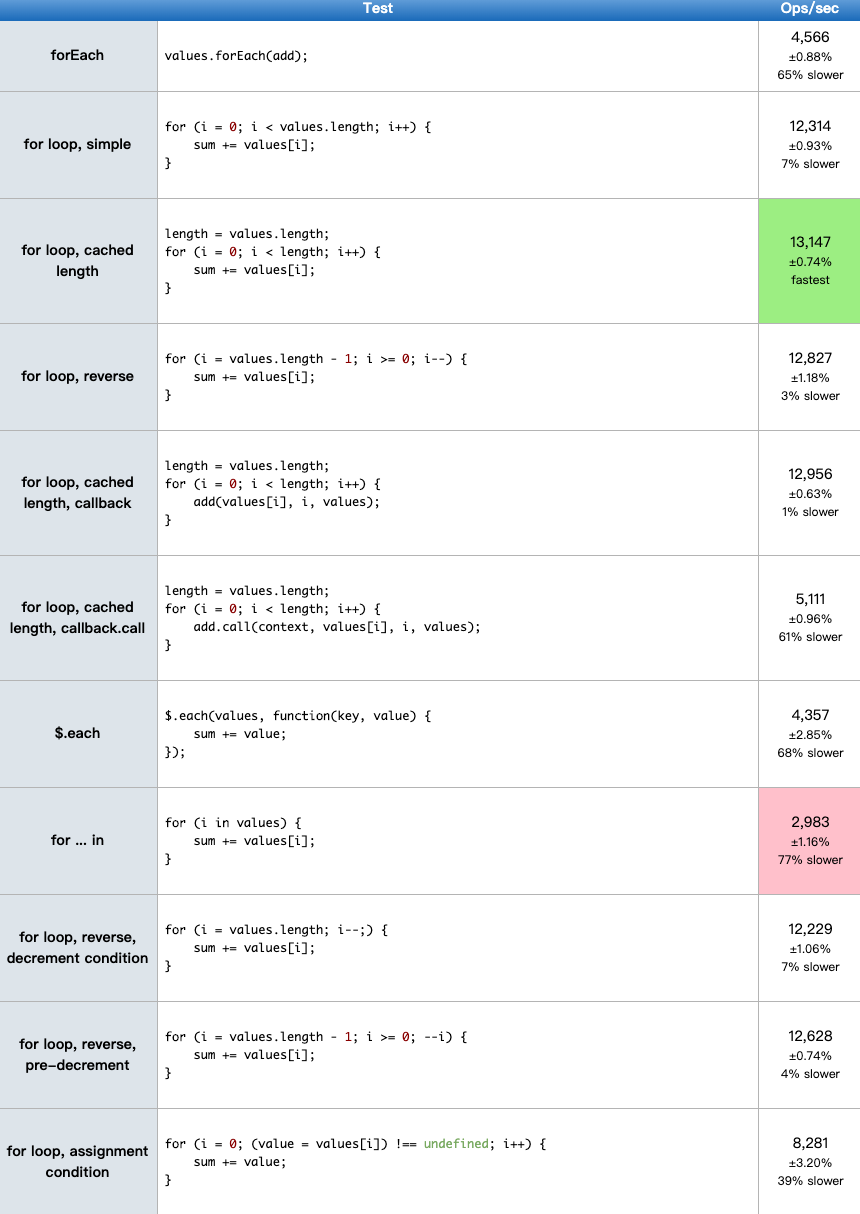 Test Ops/sec
forEach
values.forEach(add);
4,566
±0.88%
65% slower
for loop, simple
for (i = 0; i < values.length; i++) {
    sum += values[i];
}
12,314
±0.93%
7% slower
for loop, cached
length
length = values.length;
for (i = 0; i < length; i++) {
    sum += values[i];
}
13,147
±0.74%
fastest
for loop, reverse
for (i = values.length - 1; i >= 0; i--) {
    sum += values[i];
}
12,827
±1.18%
3% slower
for loop, cached
length, callback
length = values.length;
for (i = 0; i < length; i++) {
    add(values[i], i, values);
}
12,956
±0.63%
1% slower
for loop, cached
length, callback.call
length = values.length;
for (i = 0; i < length; i++) {
    add.call(context, values[i], i, values);
}
5,111
±0.96%
61% slower
$.each
$.each(values, function(key, value) {
    sum += value;
});
4,357
±2.85%
68% slower
for ... in
for (i in values) {
    sum += values[i];
}
2,983
±1.16%
77% slower
for loop, reverse,
decrement condition
for (i = values.length; i--;) {
    sum += values[i];
}
12,229
±1.06%
7% slower
for loop, reverse,
pre-decrement
for (i = values.length - 1; i >= 0; --i) {
    sum += values[i];
}
12,628
±0.74%
4% slower
for loop, assignment
condition
for (i = 0; (value = values[i]) !== undefined; i++) {
    sum += value;
}
8,281
±3.20%
39% slower